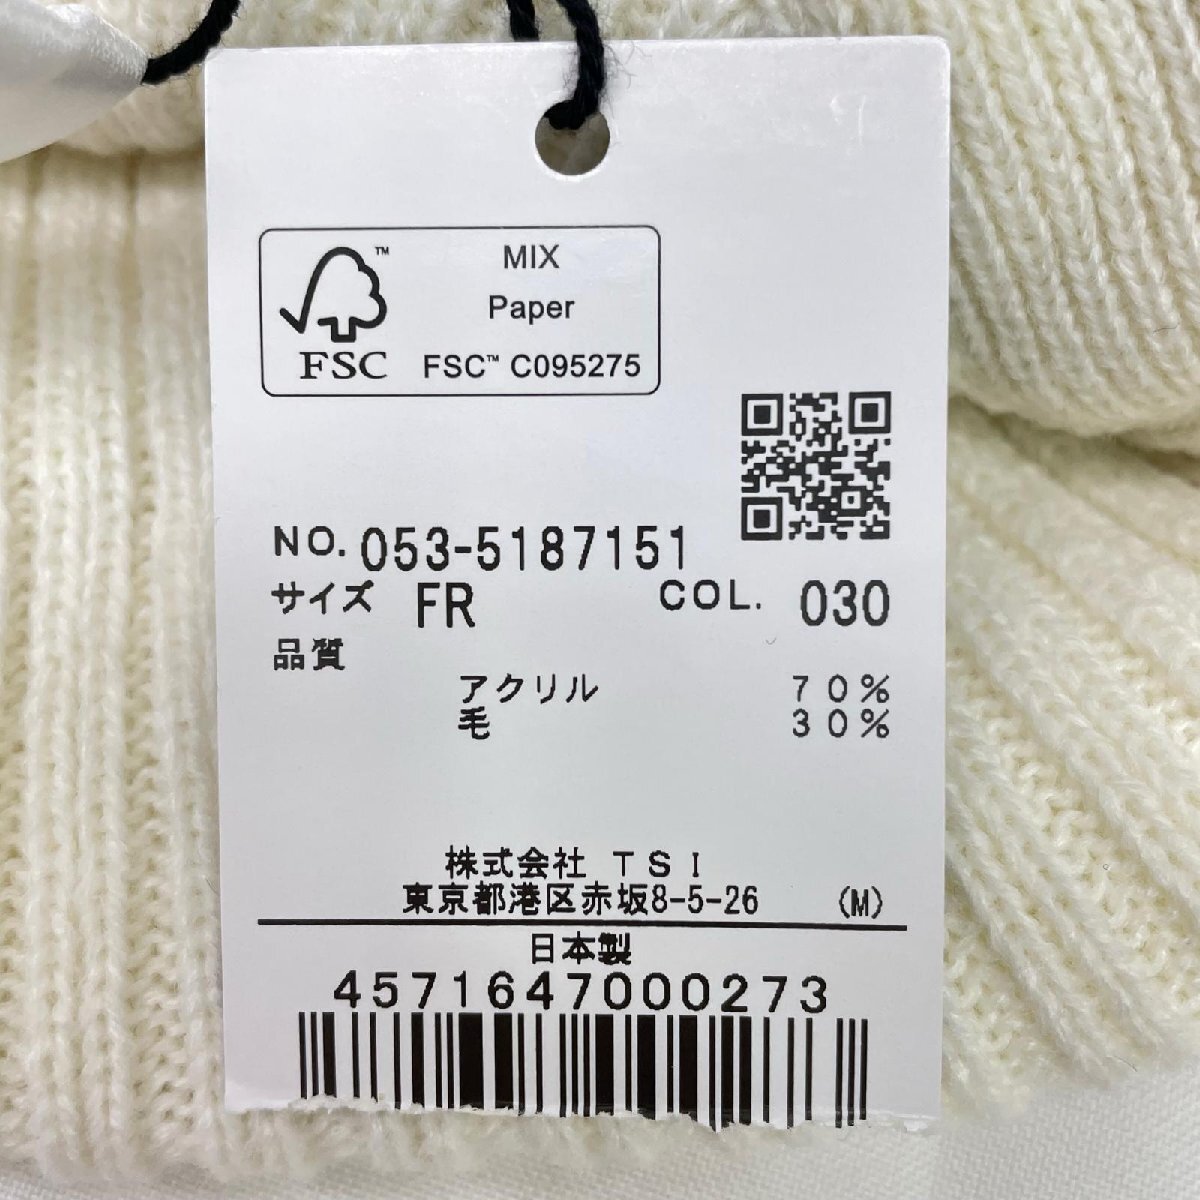 MIX
Paper
FSC™ FSC™ C095275
NO. 053-5187151
サイズ FR COL. 030
品質
アクリル 70%
毛 30%
株式会社 TSI
東京都港区赤坂8-5-26 (M)
日本製
4571647000273